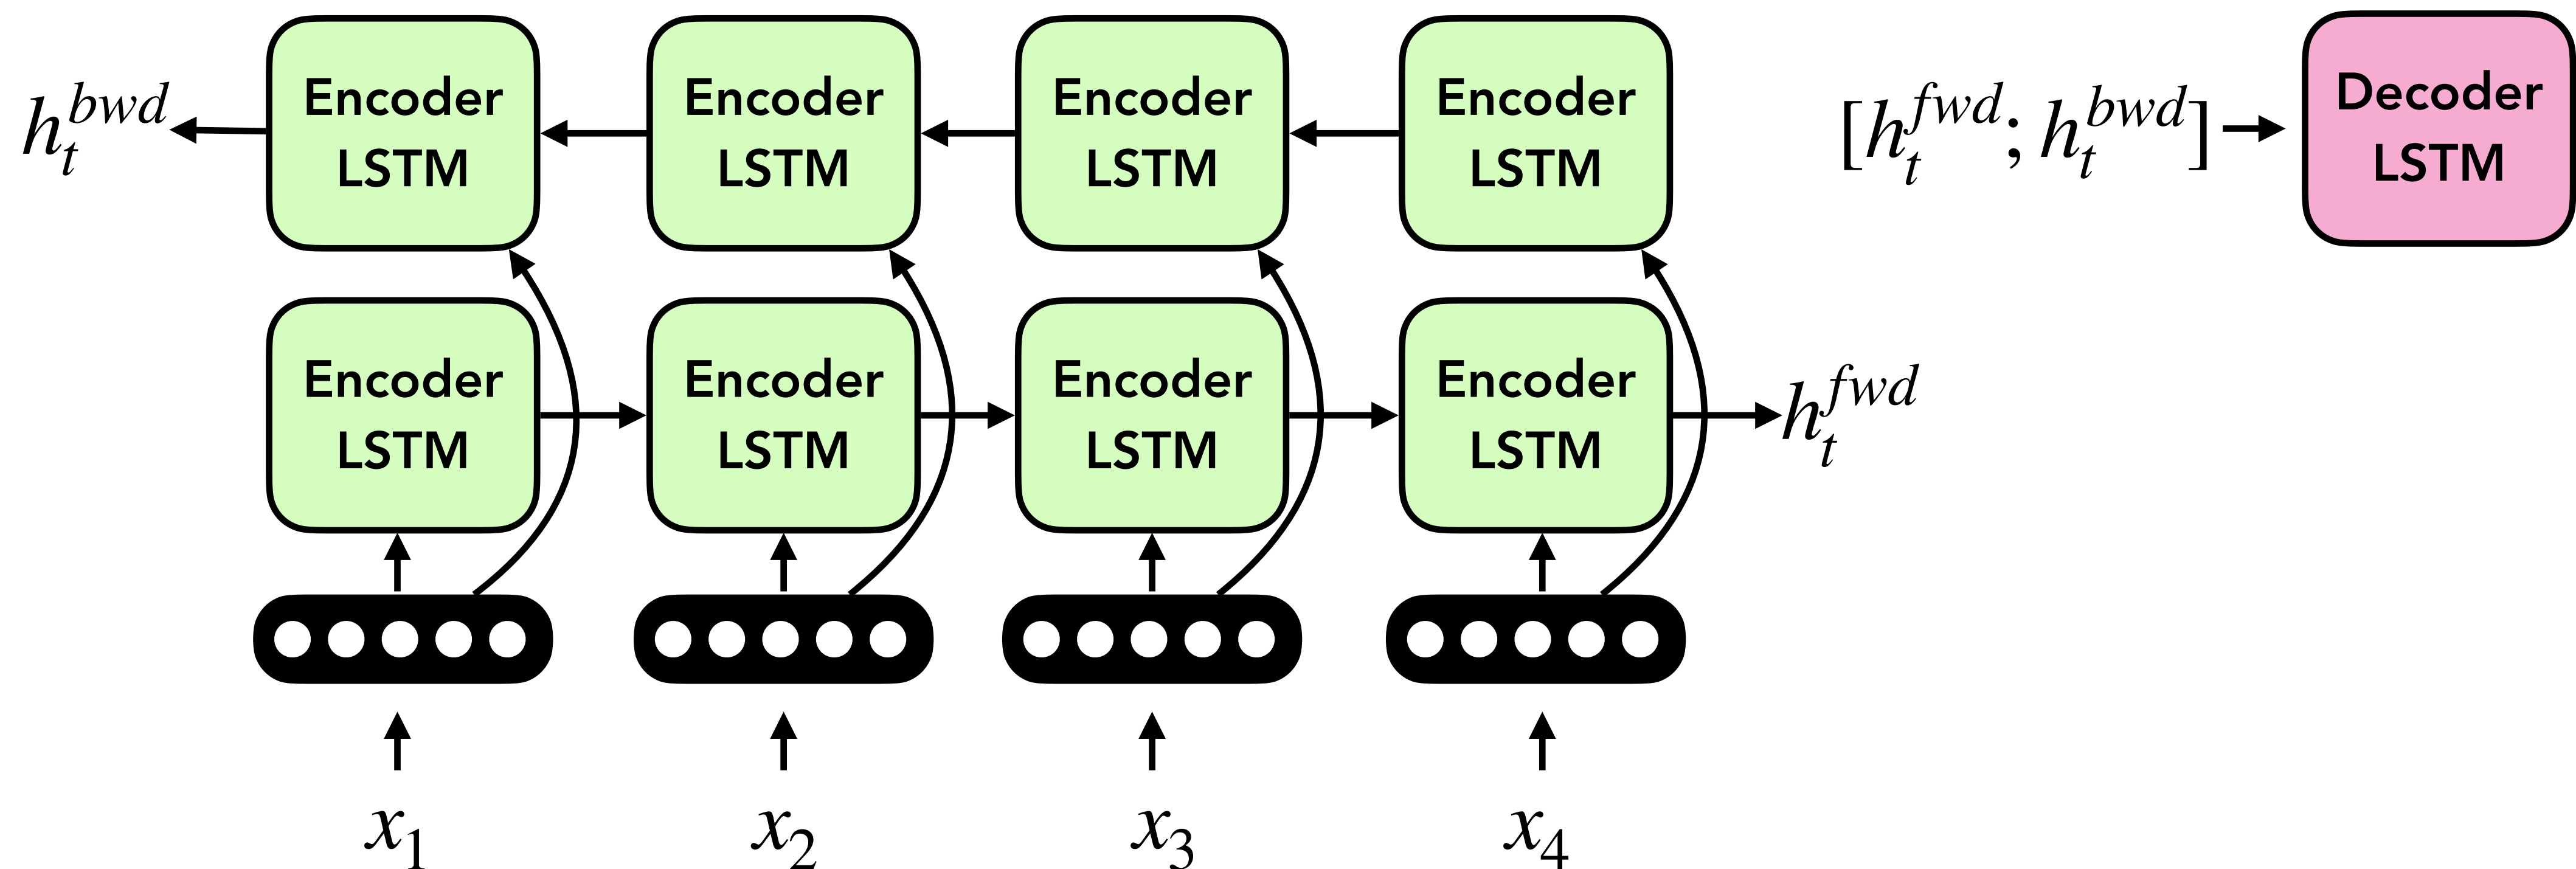 Encoder
LSTM
Encoder
LSTM
Encoder
LSTM
Encoder
LSTM
Decoder
LSTM
h_t^{bwd}
[h_t^{fwd}; h_t^{bwd}]
Encoder
LSTM
Encoder
LSTM
Encoder
LSTM
Encoder
LSTM
h_t^{fwd}
x_1
x_2
x_3
x_4